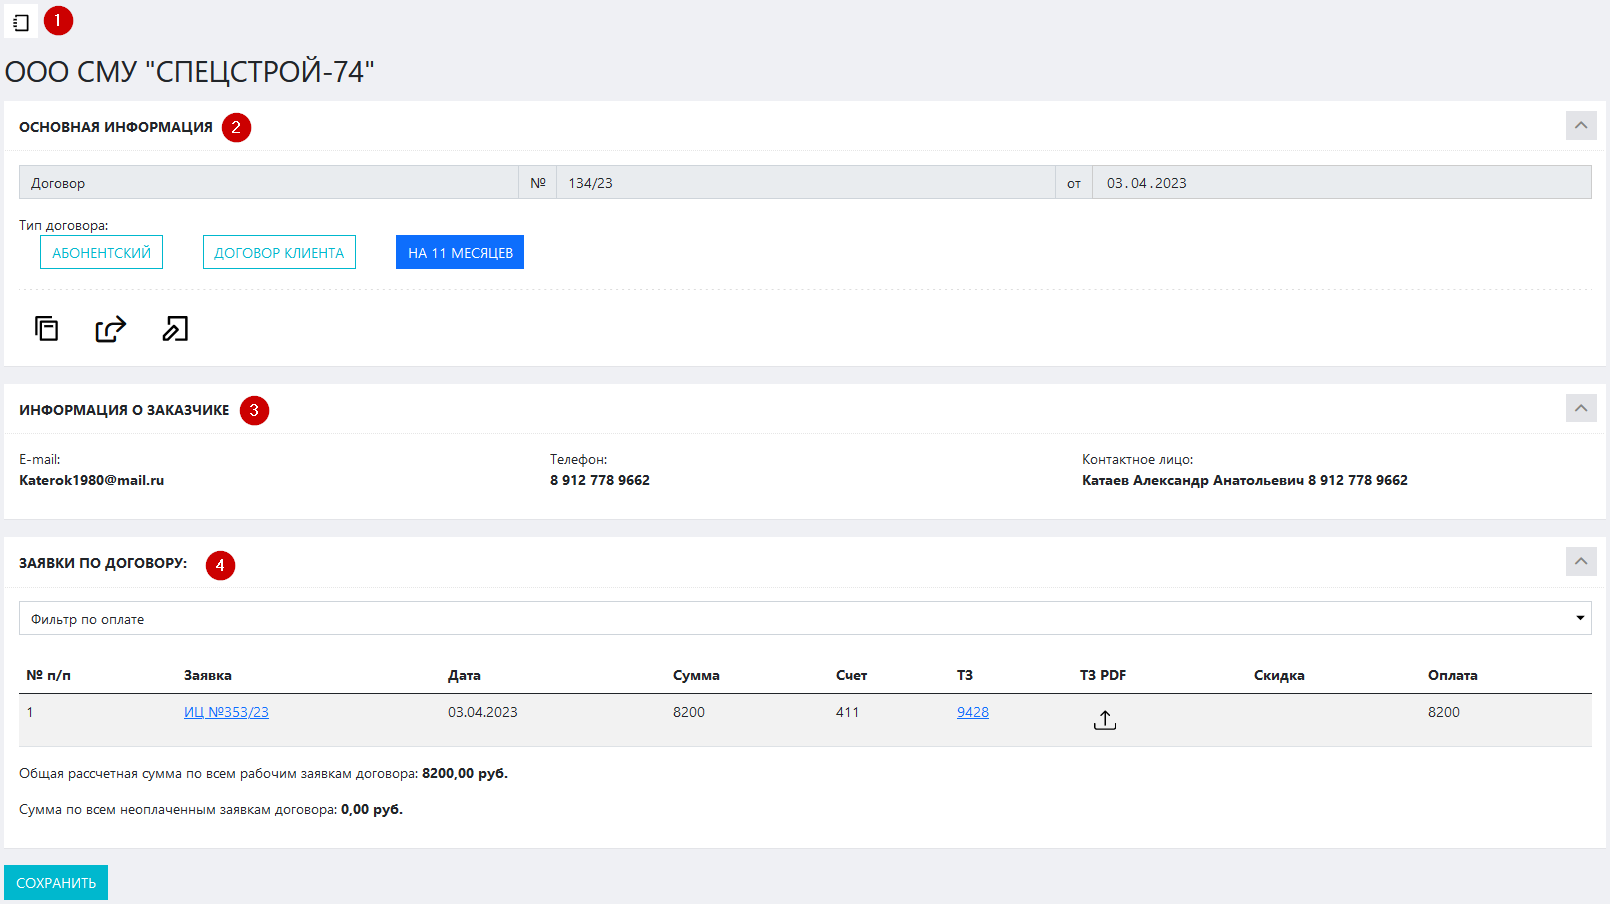 1
ООО СМУ "СПЕЦСТРОЙ-74"
ОСНОВНАЯ ИНФОРМАЦИЯ 2
Договор № 134/23 от 03.04.2023
Тип договора:
АБОНЕНТСКИЙ ДОГОВОР КЛИЕНТА НА 11 МЕСЯЦЕВ
ИНФОРМАЦИЯ О ЗАКАЗЧИКЕ 3
E-mail: Телефон: Контактное лицо:
Katerok1980@mail.ru 8 912 778 9662 Катаев Александр Анатольевич 8 912 778 9662
ЗАЯВКИ ПО ДОГОВОРУ: 4
Фильтр по оплате
№ п/п Заявка Дата Сумма Счет ТЗ ТЗ PDF Скидка Оплата
1 ИЦ №353/23 03.04.2023 8200 411 9428 8200
Общая рассчетная сумма по всем рабочим заявкам договора: 8200,00 руб.
Сумма по всем неоплаченным заявкам договора: 0,00 руб.
СОХРАНИТЬ